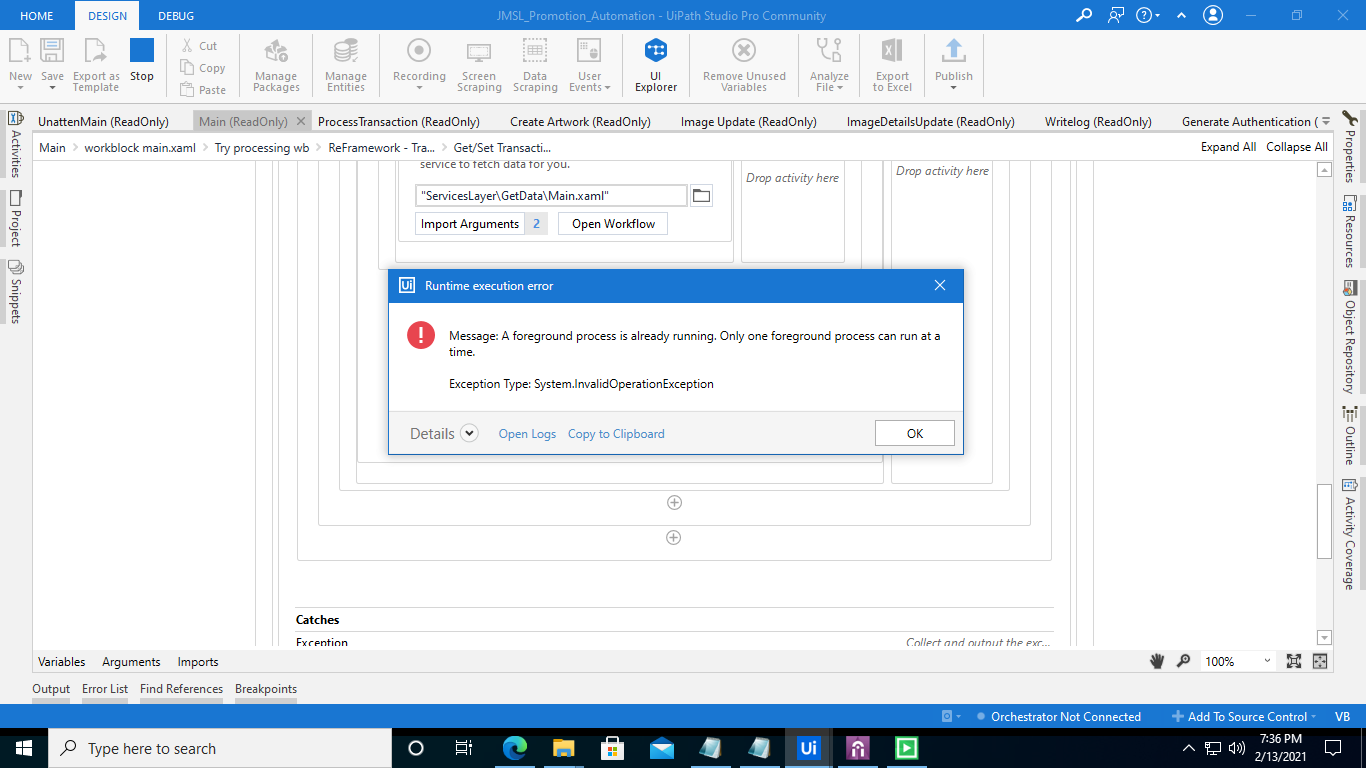 HOME DESIGN DEBUG JMSL_Promotion_Automation - UiPath Studio Pro Community
New Save Export as Template Stop Cut Copy Paste Manage Packages Manage Entities Recording Screen Scraping Data Scraping User Events UI Explorer Remove Unused Variables Analyze File Export to Excel Publish
UnattenMain (ReadOnly) Main (ReadOnly) ProcessTransaction (ReadOnly) Create Artwork (ReadOnly) Image Update (ReadOnly) ImageDetailsUpdate (ReadOnly) Writelog (ReadOnly) Generate Authentication (
Main workblock main.xaml Try processing wb ReFramework - Tra... Get/Set Transacti... Expand All Collapse All
Activities
Project
Snippets
service to fetch data for you.
Drop activity here
Drop activity here
"ServicesLayer\GetData\Main.xaml"
Import Arguments 2 Open Workflow
Ui Runtime execution error
Message: A foreground process is already running. Only one foreground process can run at a
time.
Exception Type: System.InvalidOperationException
Details Open Logs Copy to Clipboard OK
Catches
Exception Collect and output the exc...
Properties
Resources
Object Repository
Outline
Activity Coverage
Variables Arguments Imports 100%
Output Error List Find References Breakpoints
Orchestrator Not Connected Add To Source Control VB
Type here to search Ui 7:36 PM
2/13/2021